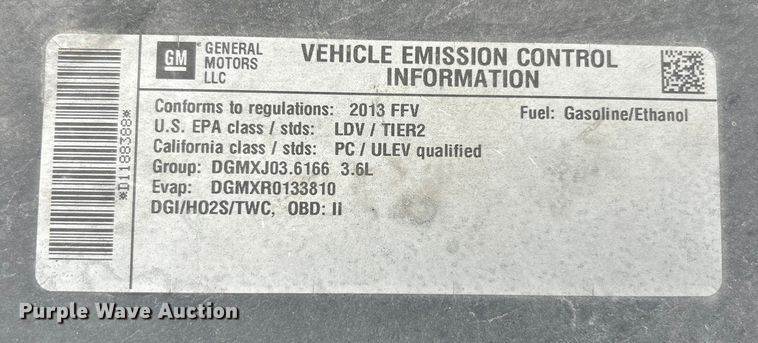 GM
GENERAL
MOTORS
LLC
VEHICLE EMISSION CONTROL
INFORMATION
Conforms to regulations: 2013 FFV
Fuel: Gasoline/Ethanol
U.S. EPA class / stds: LDV / TIER2
California class / stds: PC / ULEV qualified
Group: DGMXJ03.6166 3.6L
Evap: DGMXR0133810
DGI/HO2S/TWC, OBD: II
*D1188388*
Purple Wave Auction